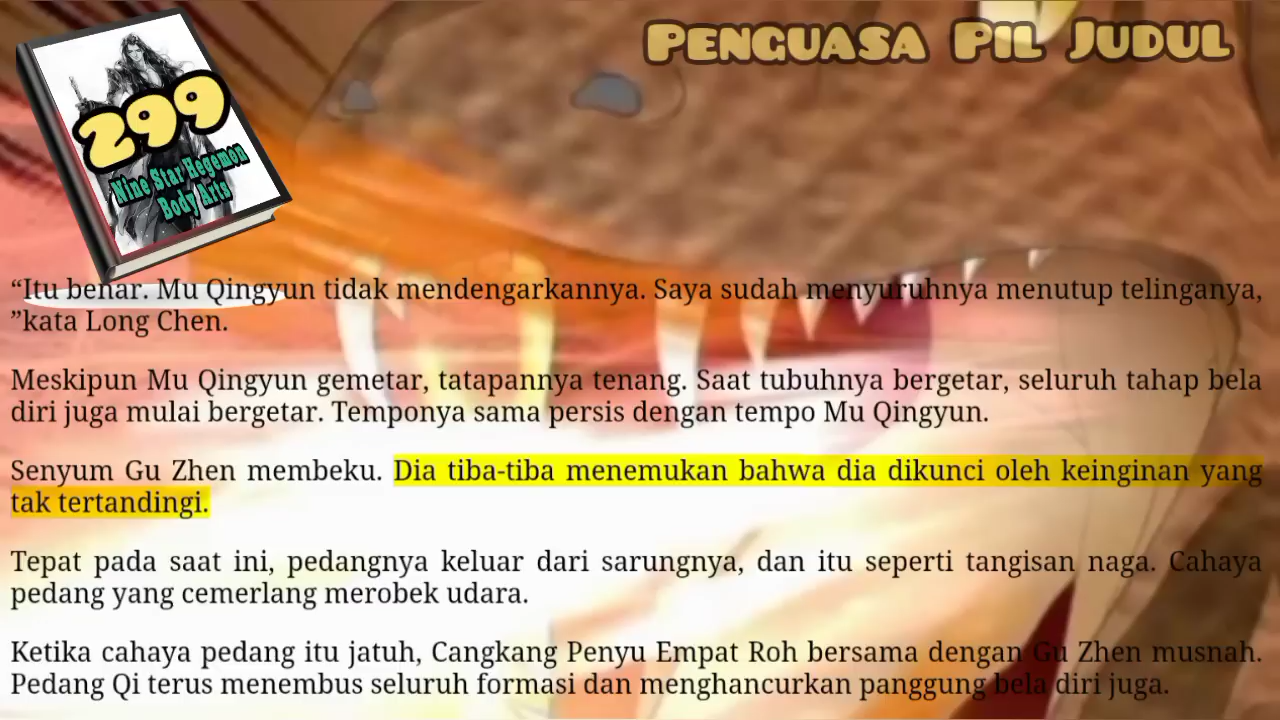 Penguasa Pil Judul
299
Nine Star Hegemon
Body Arts
“Itu benar. Mu Qingyun tidak mendengarkannya. Saya sudah menyuruhnya menutup telinganya,
”kata Long Chen.
Meskipun Mu Qingyun gemetar, tatapannya tenang. Saat tubuhnya bergetar, seluruh tahap bela
diri juga mulai bergetar. Temponya sama persis dengan tempo Mu Qingyun.
Senyum Gu Zhen membeku. Dia tiba-tiba menemukan bahwa dia dikunci oleh keinginan yang
tak tertandingi.
Tepat pada saat ini, pedangnya keluar dari sarungnya, dan itu seperti tangisan naga. Cahaya
pedang yang cemerlang merobek udara.
Ketika cahaya pedang itu jatuh, Cangkang Penyu Empat Roh bersama dengan Gu Zhen musnah.
Pedang Qi terus menembus seluruh formasi dan menghancurkan panggung bela diri juga.